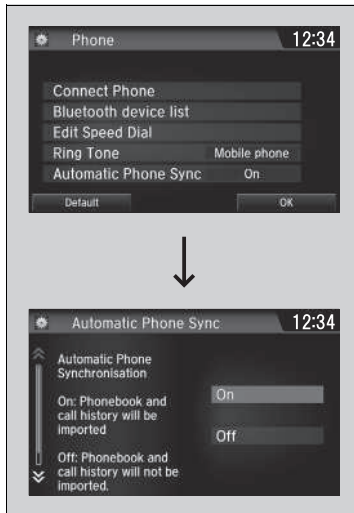 Phone 12:34
Connect Phone
Bluetooth device list
Edit Speed Dial
Ring Tone Mobile phone
Automatic Phone Sync On
Default OK
Automatic Phone Sync 12:34
Automatic Phone
Synchronisation
On: Phonebook and
call history will be
imported
Off: Phonebook and
call history will not be
imported.
On
Off